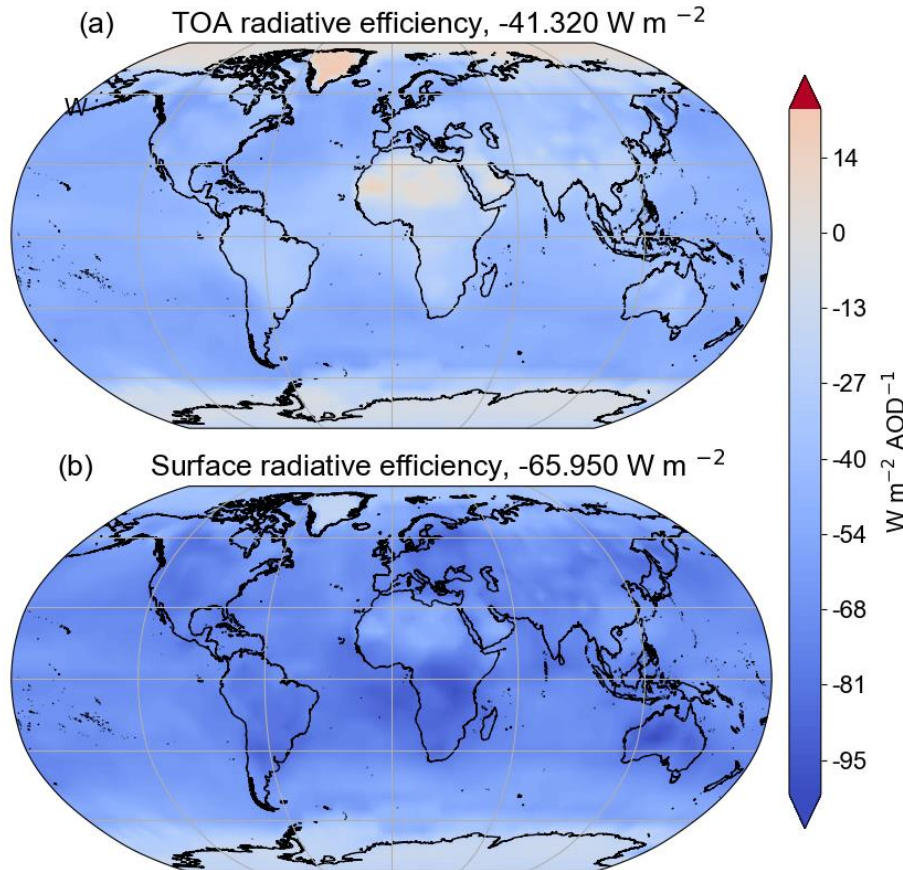 (a) TOA radiative efficiency, -41.320 W m ⁻²
W
(b) Surface radiative efficiency, -65.950 W m ⁻²
14
0
-13
-27
-40
-54
-68
-81
-95
W m⁻² AOD⁻¹